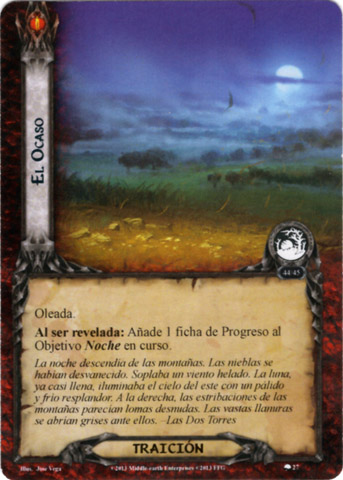 EL OCASO
44/45
Oleada.
Al ser revelada: Añade 1 ficha de Progreso al
Objetivo Noche en curso.
La noche descendía de las montañas. Las nieblas se
habían desvanecido. Soplaba un viento helado. La luna,
ya casi llena, iluminaba el cielo del este con un pálido
y frío resplandor. A la derecha, las estribaciones de las
montañas parecían lomas desnudas. Las vastas llanuras
se abrían grises ante ellos. –Las Dos Torres
TRAICIÓN
Illus. Jose Vega
©2013 Middle-earth Enterprises ©2013 FFG
27